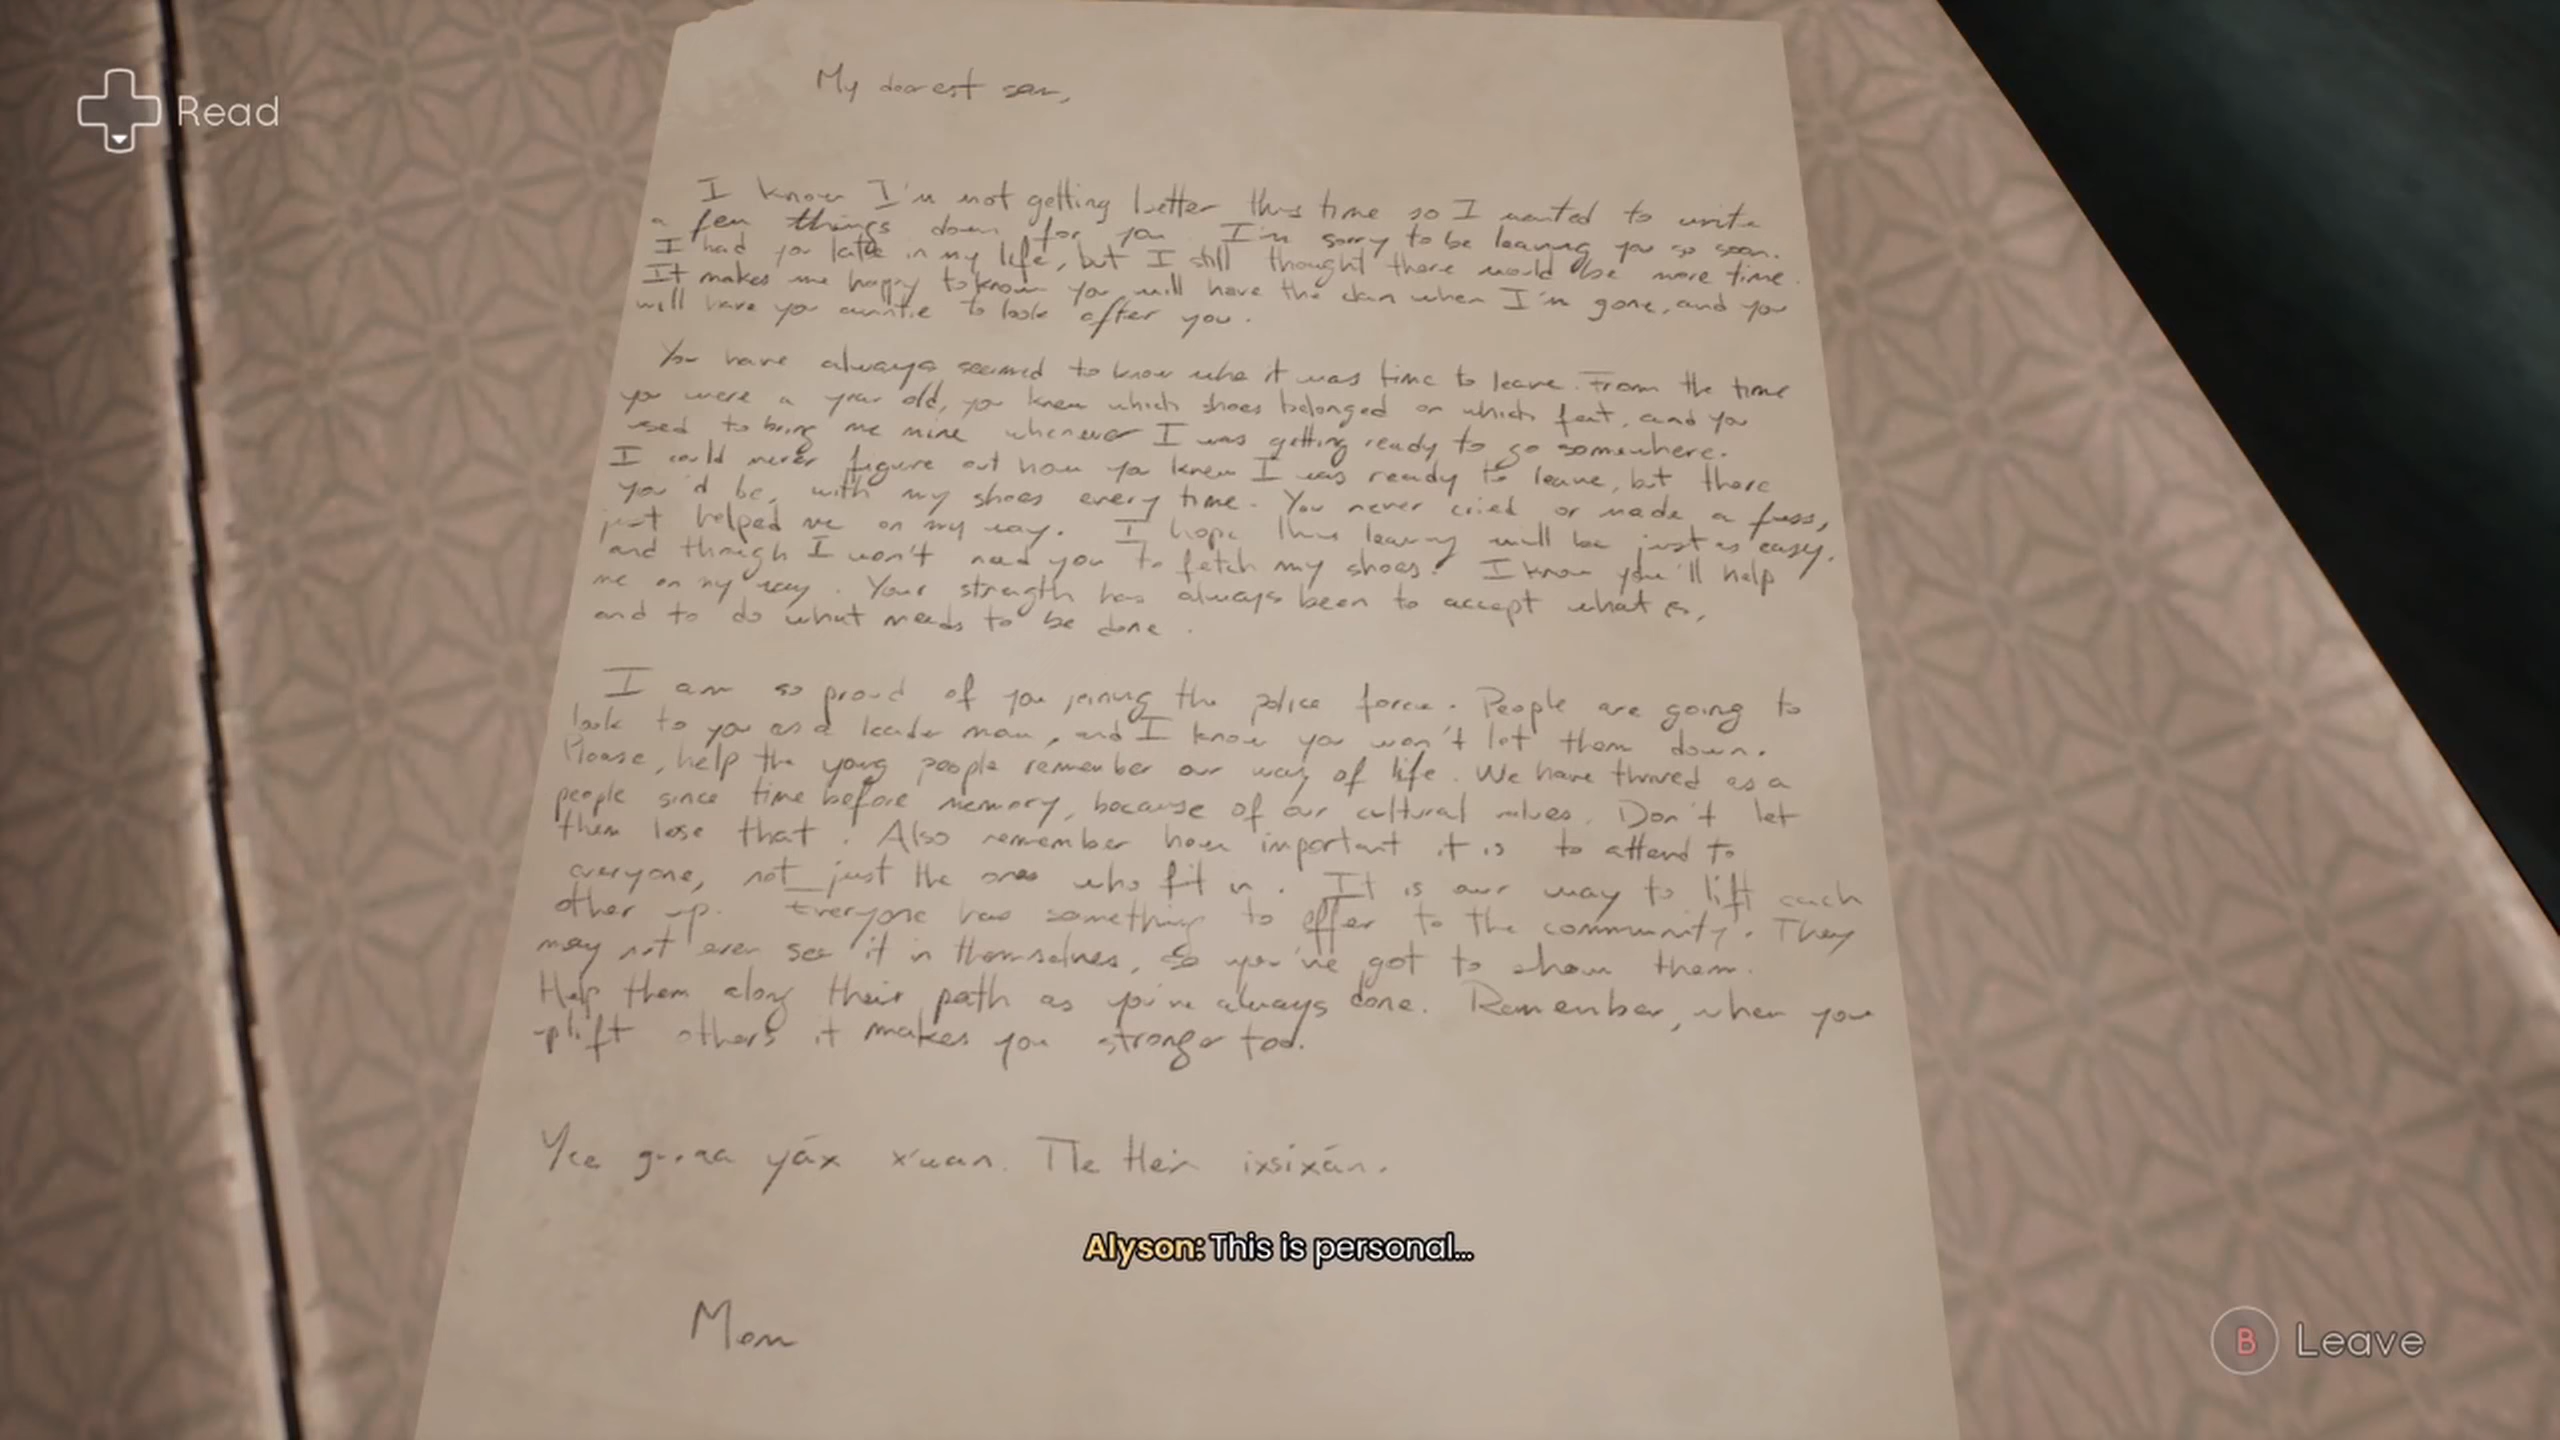 Read
My dearest son,
I know I'm not getting better this time so I wanted to write
a few things down for you. I'm sorry to be leaving you so soon.
I had you late in my life, but I still thought there would be more time.
It makes me happy to know you will have the clan when I'm gone, and you
will have your auntie to look after you.
You have always seemed to know whe it was time to leave. From the time
you were a year old, you knew which shoes belonged on which feet, and you
used to bring me mine whenever I was getting ready to go somewhere.
I could never figure out how you knew I was ready to leave, but there
you'd be, with my shoes every time. You never cried or made a fuss,
just helped me on my way. I hope this leaving will be just as easy,
and though I won't need you to fetch my shoes. I know you'll help
me on my way. Your strength has always been to accept what is,
and to do what needs to be done.
I am so proud of you joining the police force. People are going to
look to you as a leader now, and I know you won't let them down.
Please, help the young people remember our way of life. We have thrived as a
people since time before memory, because of our cultural values. Don't let
them lose that. Also remember how important it is to attend to
everyone, not just the ones who fit in. It is our way to lift each
other up. Everyone has something to offer to the community. They
may not even see it in themselves, so you've got to show them.
Help them along their path as you've always done. Remember, when you
uplift others it makes you stronger too.
Yee yáx x'wan. ixsixán.
Alyson: This is personal...
Mom
B Leave